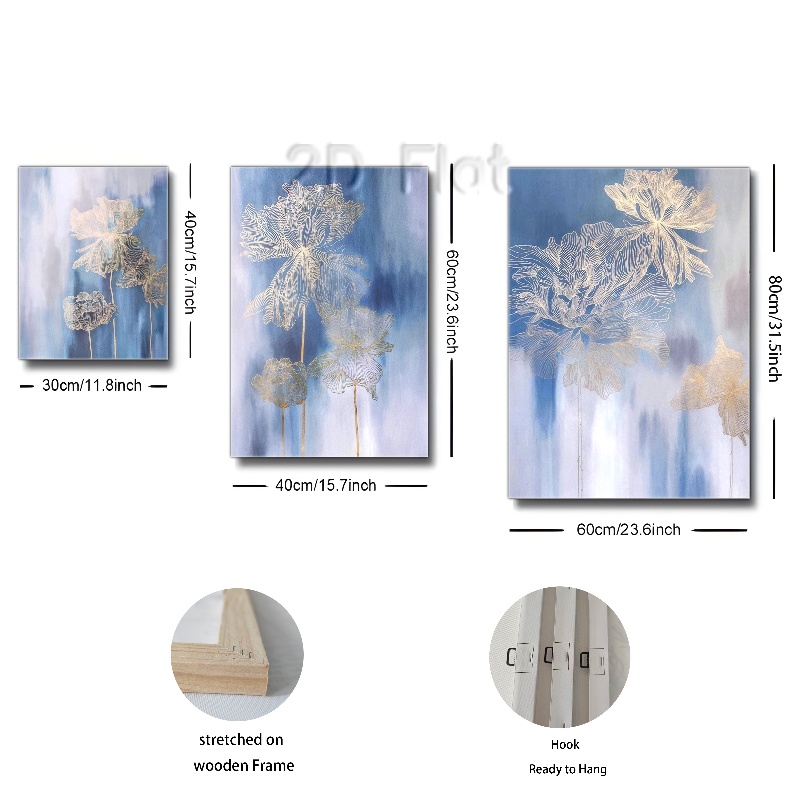 2D Flat
40cm/15.7inch
30cm/11.8inch
60cm/23.6inch
40cm/15.7inch
80cm/31.5inch
60cm/23.6inch
stretched on
wooden Frame
Hook
Ready to Hang